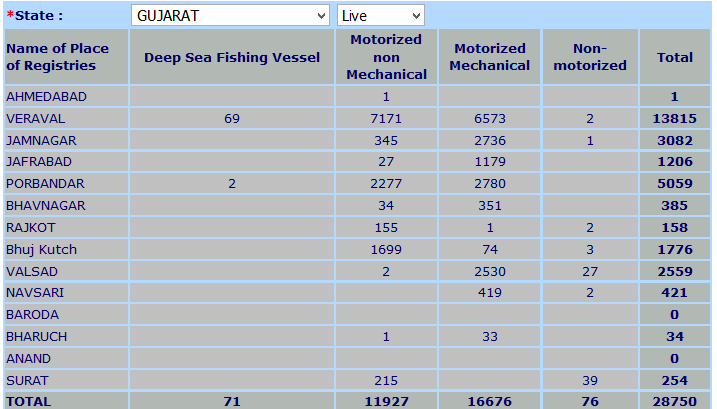 *State : GUJARAT Live
Name of Place of Registries Deep Sea Fishing Vessel Motorized non Mechanical Motorized Mechanical Non-motorized Total
AHMEDABAD 1 1
VERAVAL 69 7171 6573 2 13815
JAMNAGAR 345 2736 1 3082
JAFRABAD 27 1179 1206
PORBANDAR 2 2277 2780 5059
BHAVNAGAR 34 351 385
RAJKOT 155 1 2 158
Bhuj Kutch 1699 74 3 1776
VALSAD 2 2530 27 2559
NAVSARI 419 2 421
BARODA 0
BHARUCH 1 33 34
ANAND 0
SURAT 215 39 254
TOTAL 71 11927 16676 76 28750